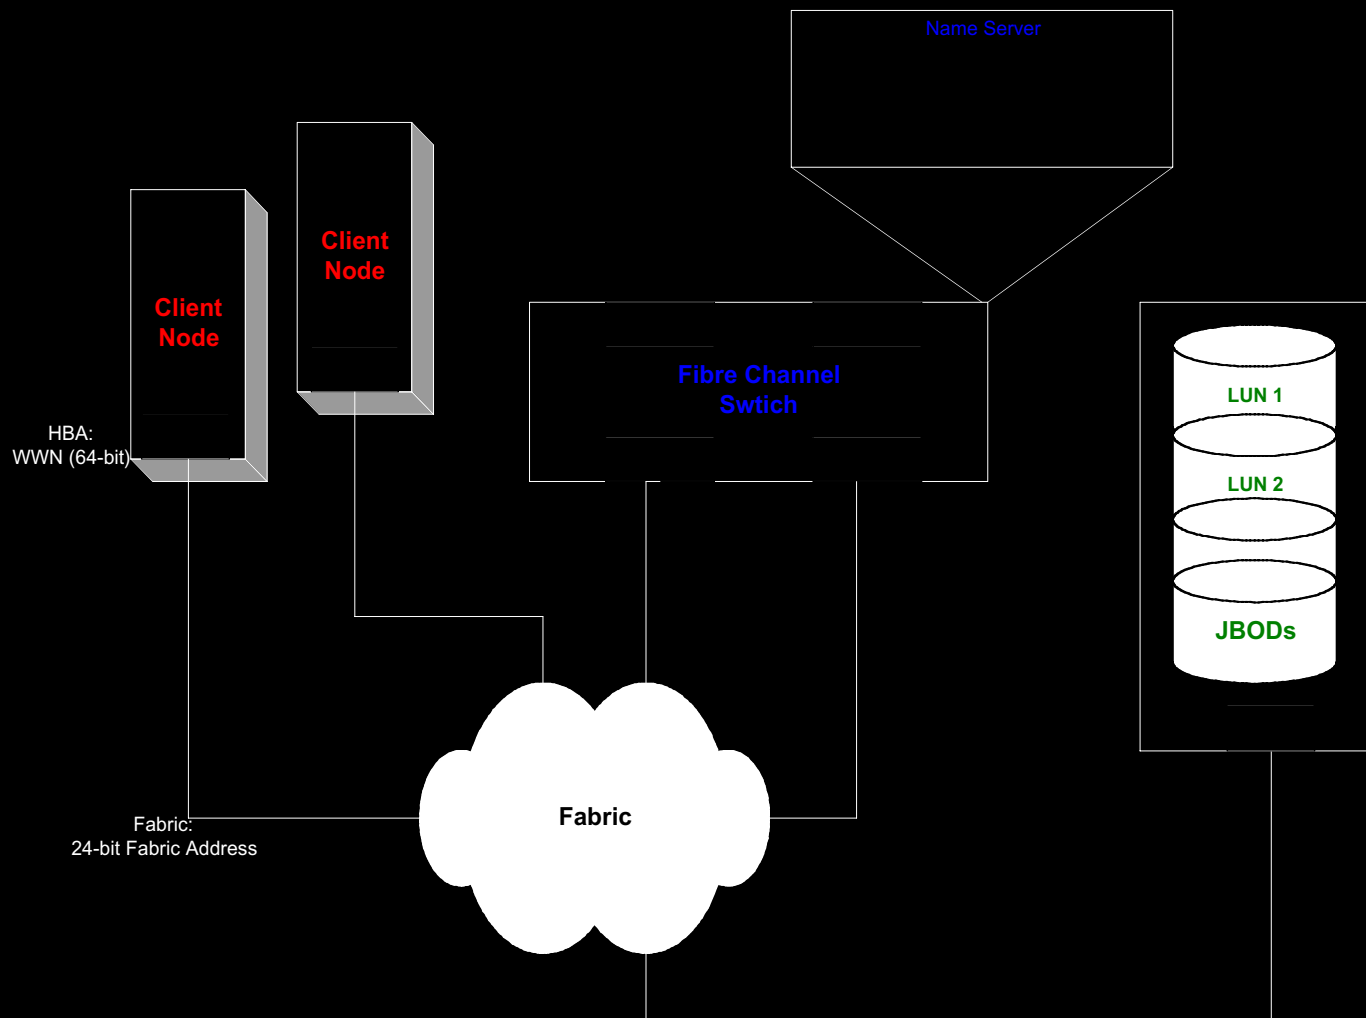 Name Server
Client
Node
Client
Node
Fibre Channel
Swtich
LUN 1
HBA:
WWN (64-bit)
LUN 2
JBODs
Fabric
Fabric:
24-bit Fabric Address